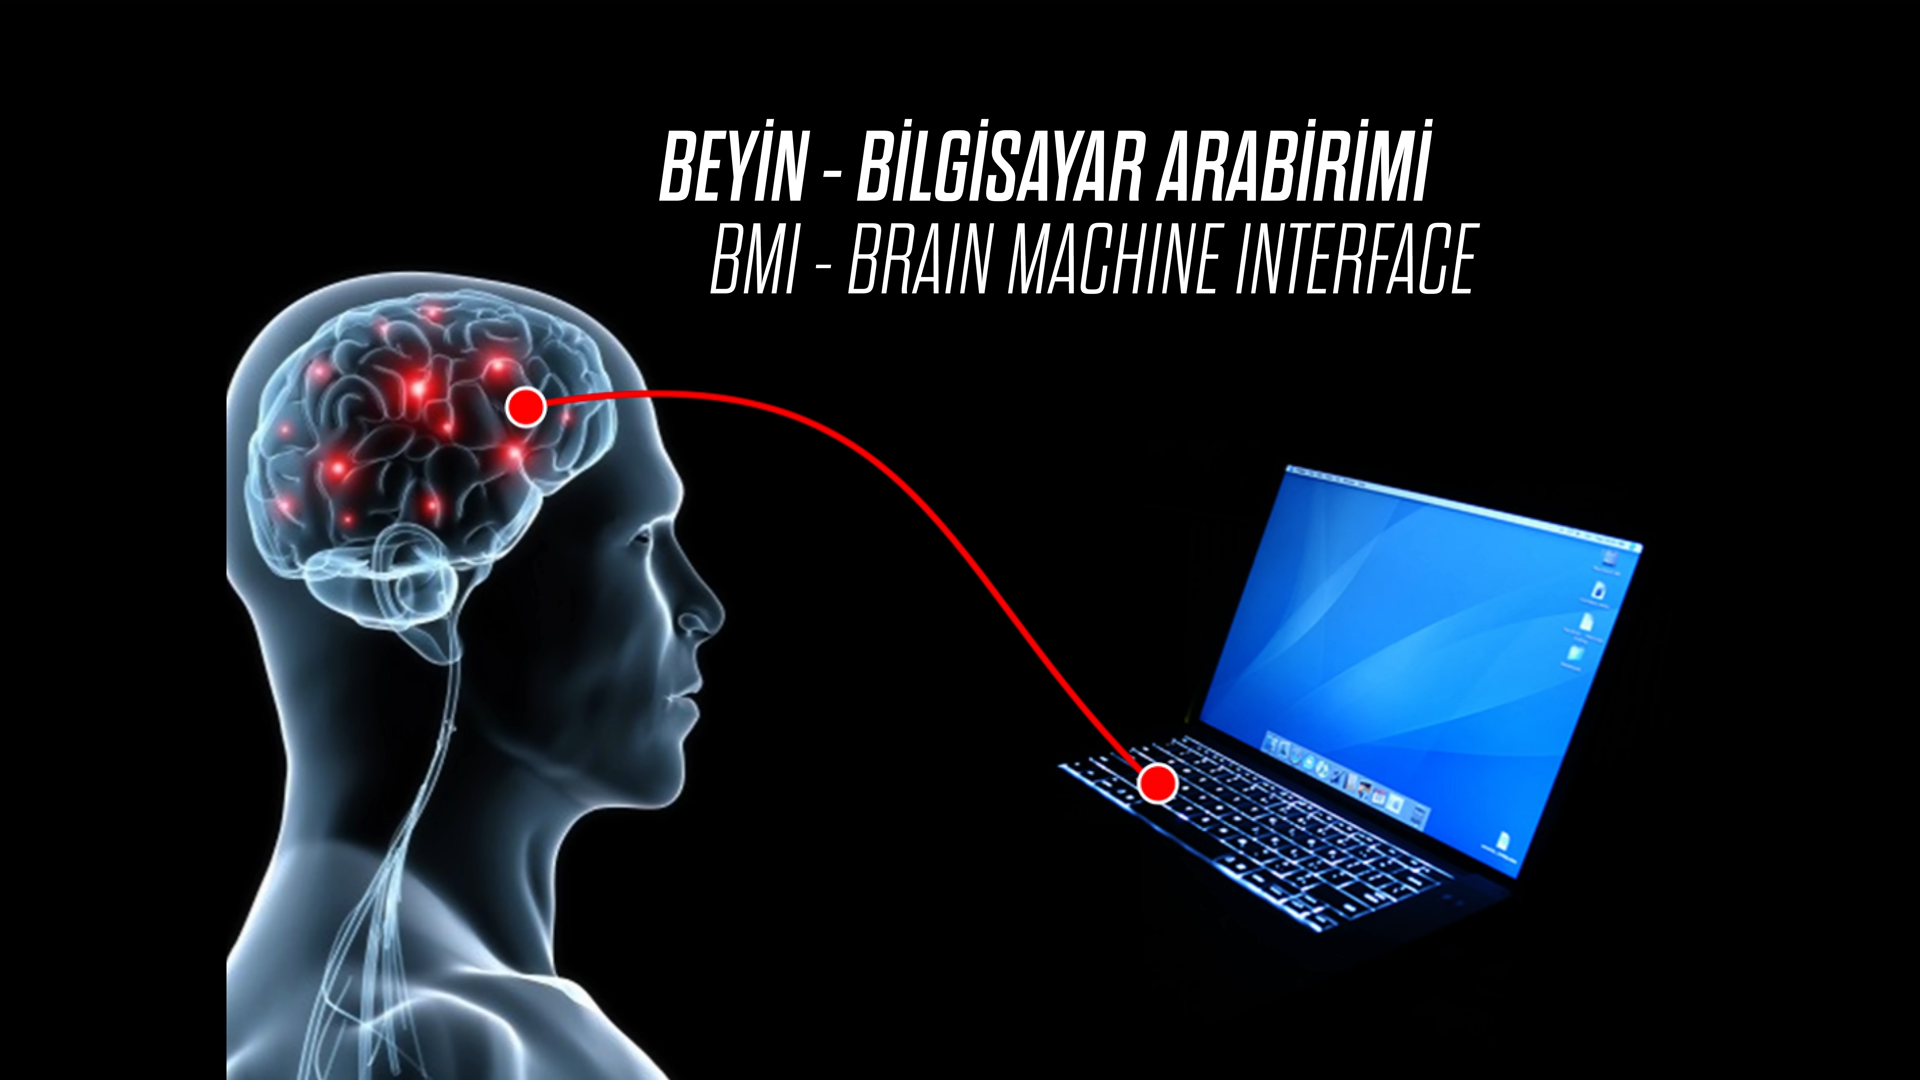 BEYİN - BİLGİSAYAR ARABİRİMİ
BMI - BRAIN MACHINE INTERFACE